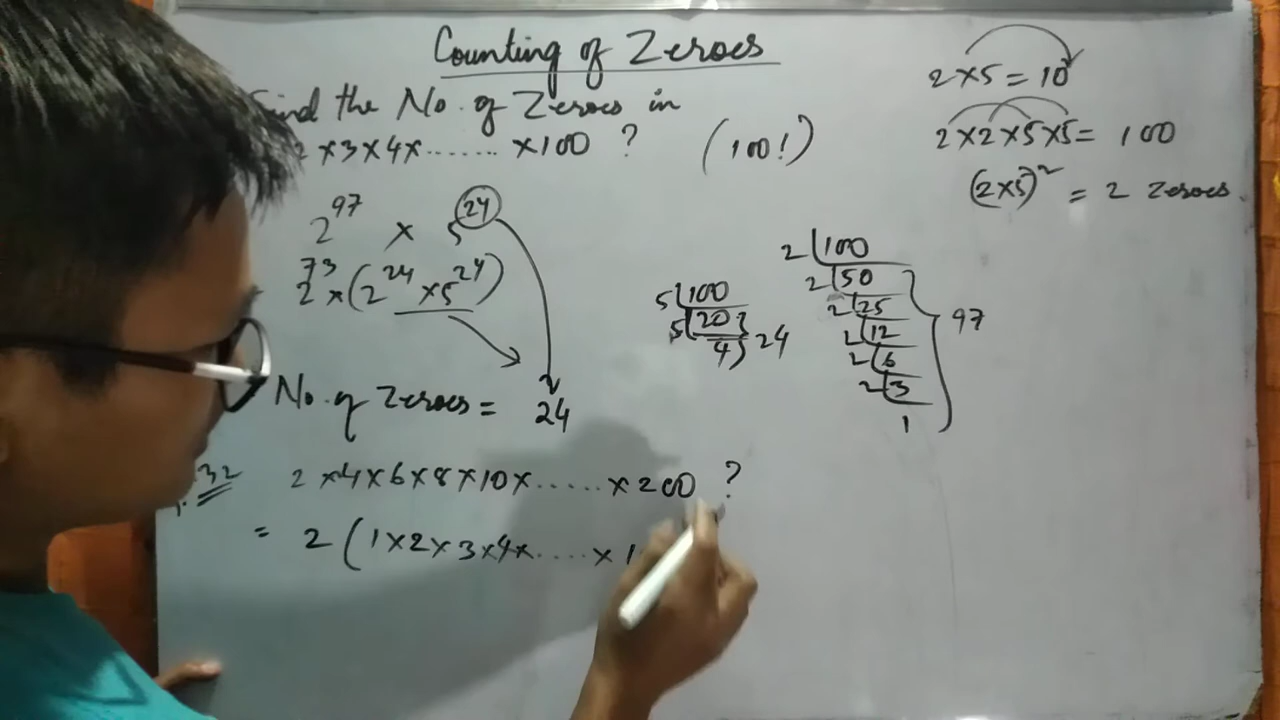 Counting of Zeroes
Find the No. of Zeroes in
2 ×3×4×....... ×100 ? (100!)
2×5 = 10
2×2×5×5= 100
(2×5)² = 2 Zeroes.
2⁹⁷ × 5²⁴
2⁷³ × (2²⁴ ×5²⁴)
5 100
5 20
4 24
2 100
2 50
2 25
2 12
2 6
2 3
1
97
No. of Zeroes = 24
2 ×4×6×8×10×.....×200 ?
= 2 (1×2×3×4×....×1